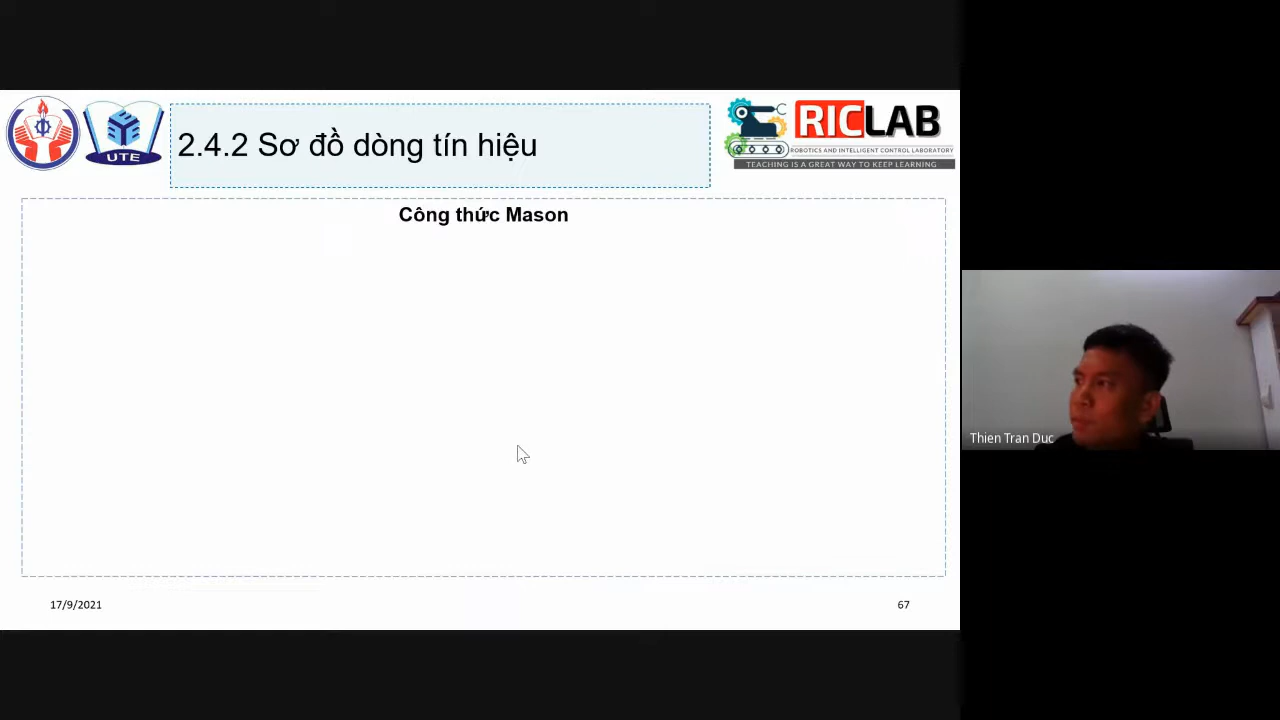 UTE
2.4.2 Sơ đồ dòng tín hiệu
RICLAB
ROBOTICS AND INTELLIGENT CONTROL LABORATORY
TEACHING IS A GREAT WAY TO KEEP LEARNING
Công thức Mason
Thien Tran Duc
17/9/2021
67